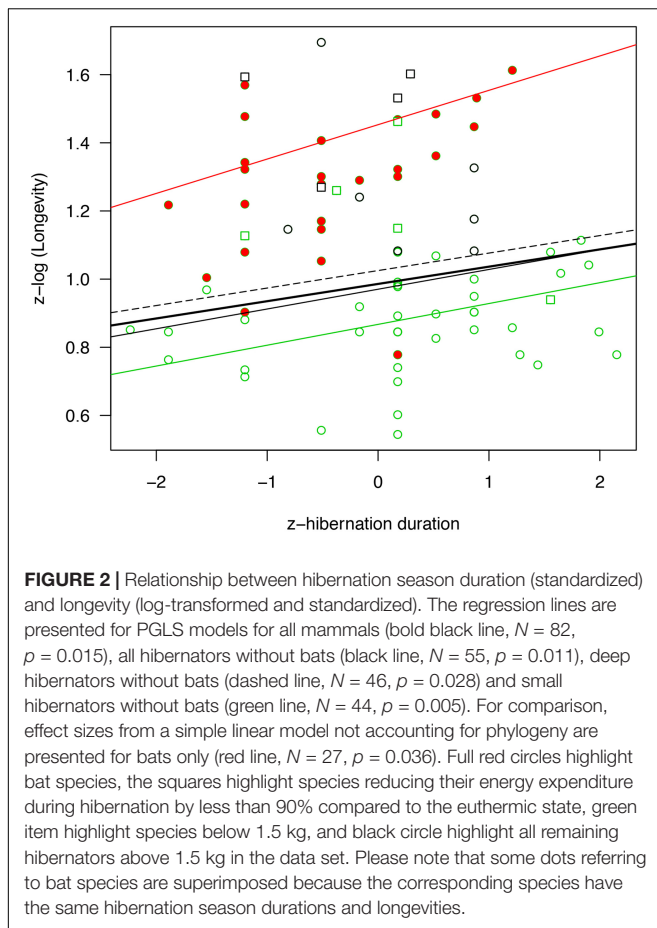 1.6
1.4
1.2
1.0
0.8
0.6
z−log (Longevity)
−2 −1 0 1 2
z−hibernation duration
FIGURE 2 | Relationship between hibernation season duration (standardized)
and longevity (log-transformed and standardized). The regression lines are
presented for PGLS models for all mammals (bold black line, N = 82,
p = 0.015), all hibernators without bats (black line, N = 55, p = 0.011), deep
hibernators without bats (dashed line, N = 46, p = 0.028) and small
hibernators without bats (green line, N = 44, p = 0.005). For comparison,
effect sizes from a simple linear model not accounting for phylogeny are
presented for bats only (red line, N = 27, p = 0.036). Full red circles highlight
bat species, the squares highlight species reducing their energy expenditure
during hibernation by less than 90% compared to the euthermic state, green
item highlight species below 1.5 kg, and black circle highlight all remaining
hibernators above 1.5 kg in the data set. Please note that some dots referring
to bat species are superimposed because the corresponding species have
the same hibernation season durations and longevities.